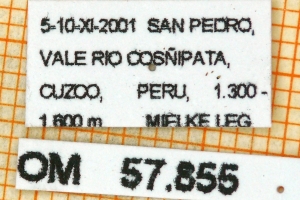 5-10-XI-2001 SAN PEDRO,
VALE RIO COSÑIPATA,
CUZCO, PERU, 1.300 -
1.600 m MIELKE LEG
OM 57.855